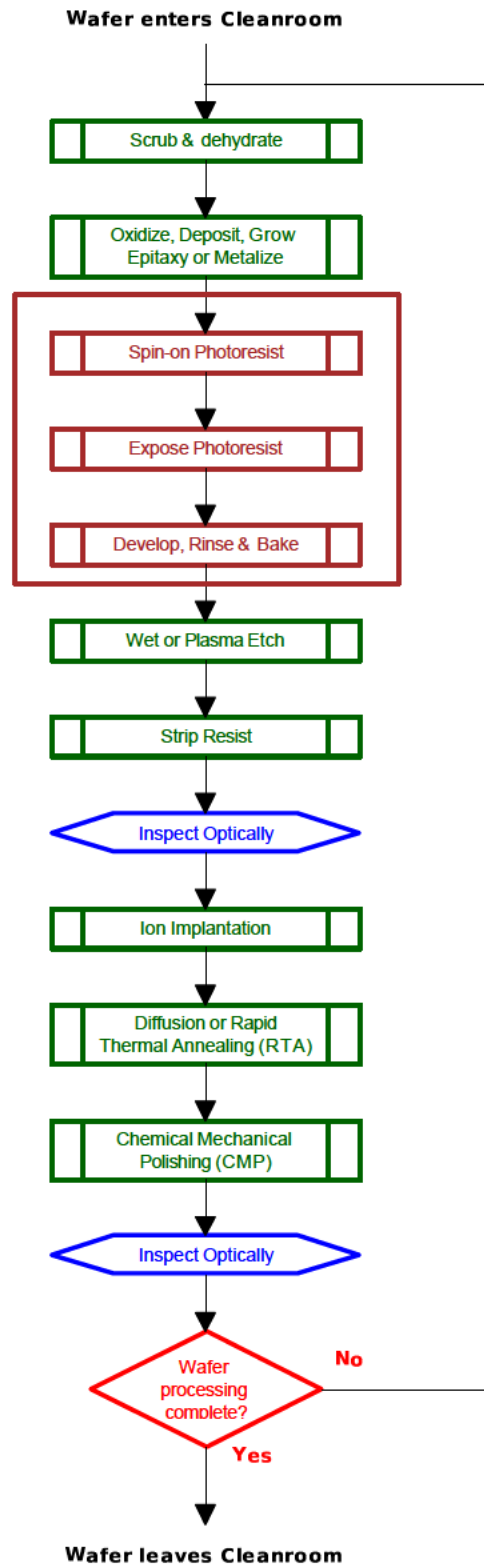 Wafer enters Cleanroom
Scrub & dehydrate
Oxidize, Deposit, Grow
Epitaxy or Metalize
Spin-on Photoresist
Expose Photoresist
Develop, Rinse & Bake
Wet or Plasma Etch
Strip Resist
Inspect Optically
Ion Implantation
Diffusion or Rapid
Thermal Annealing (RTA)
Chemical Mechanical
Polishing (CMP)
Inspect Optically
Wafer
processing
complete?
No
Yes
Wafer leaves Cleanroom